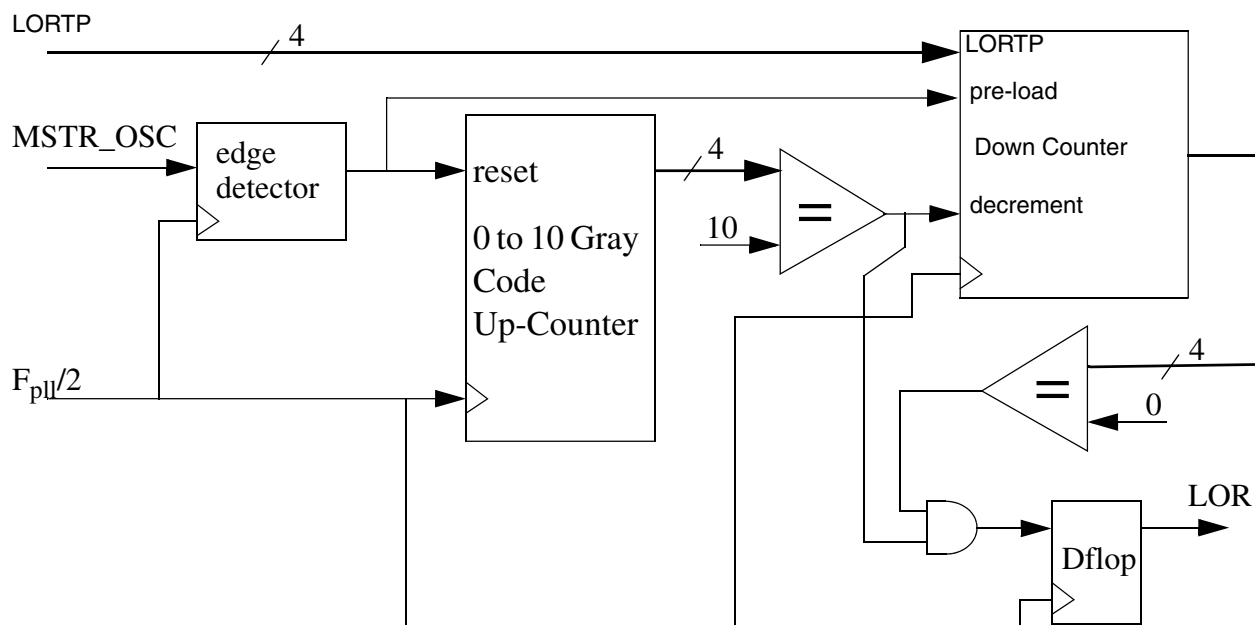 LORTP
4
LORTP
pre-load
MSTR_OSC
edge
detector
reset
4
Down Counter
=
decrement
10
0 to 10 Gray
Code
Up-Counter
F_pll/2
4
=
0
LOR
Dflop